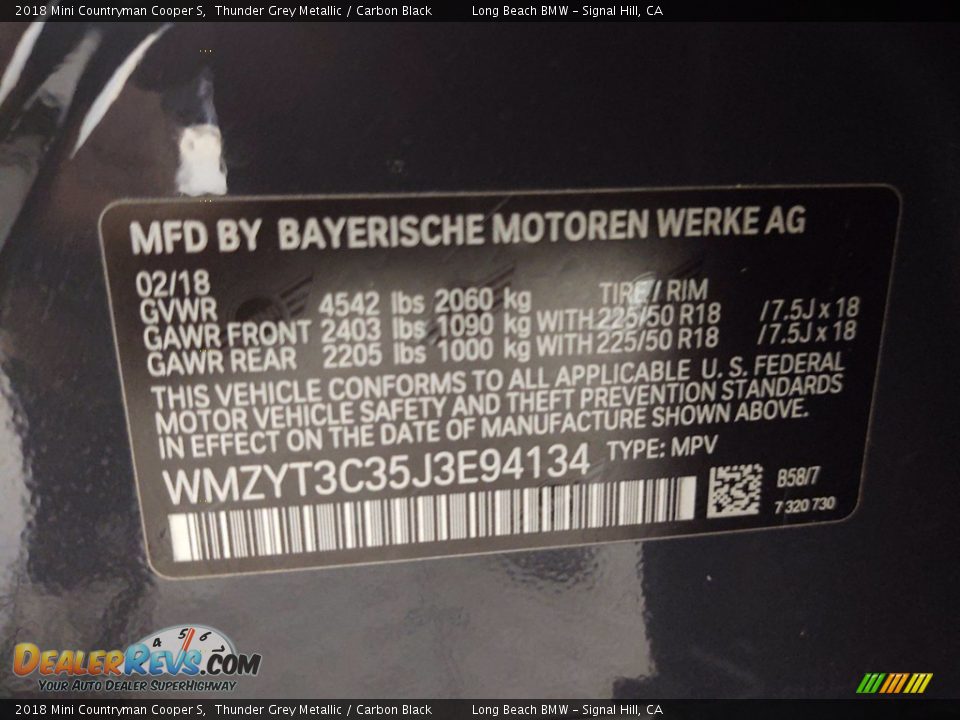 2018 Mini Countryman Cooper S, Thunder Grey Metallic / Carbon Black Long Beach BMW - Signal Hill, CA
MFD BY BAYERISCHE MOTOREN WERKE AG
02/18
TIRE / RIM
GVWR 4542 lbs 2060 kg
GAWR FRONT 2403 lbs 1090 kg WITH 225/50 R18 /7.5J x 18
GAWR REAR 2205 lbs 1000 kg WITH 225/50 R18 /7.5J x 18
THIS VEHICLE CONFORMS TO ALL APPLICABLE U. S. FEDERAL
MOTOR VEHICLE SAFETY AND THEFT PREVENTION STANDARDS
IN EFFECT ON THE DATE OF MANUFACTURE SHOWN ABOVE.
WMZYT3C35J3E94134 TYPE: MPV
B58/7
7 320 730
4 5 6
DealerRevs.com
Your Auto Dealer SuperHighway
2018 Mini Countryman Cooper S, Thunder Grey Metallic / Carbon Black Long Beach BMW - Signal Hill, CA